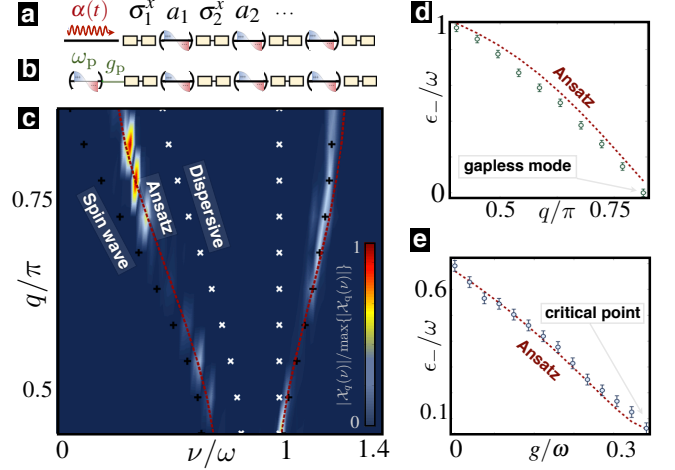 a α(t) σ₁ˣ a₁ σ₂ˣ a₂ ...
b ωₚ gₚ
c
Spin wave
Ansatz
Dispersive
q/π
0.75
0.5
0 ν/ω 1 1.4
1
|χ_q(ν)|/max{|χ_q(ν)|}
0
d
ϵ₋/ω
1
Ansatz
gapless mode
0
0.5 q/π 0.75
e
ϵ₋/ω
0.6
critical point
Ansatz
0.1
0 g/ω 0.3